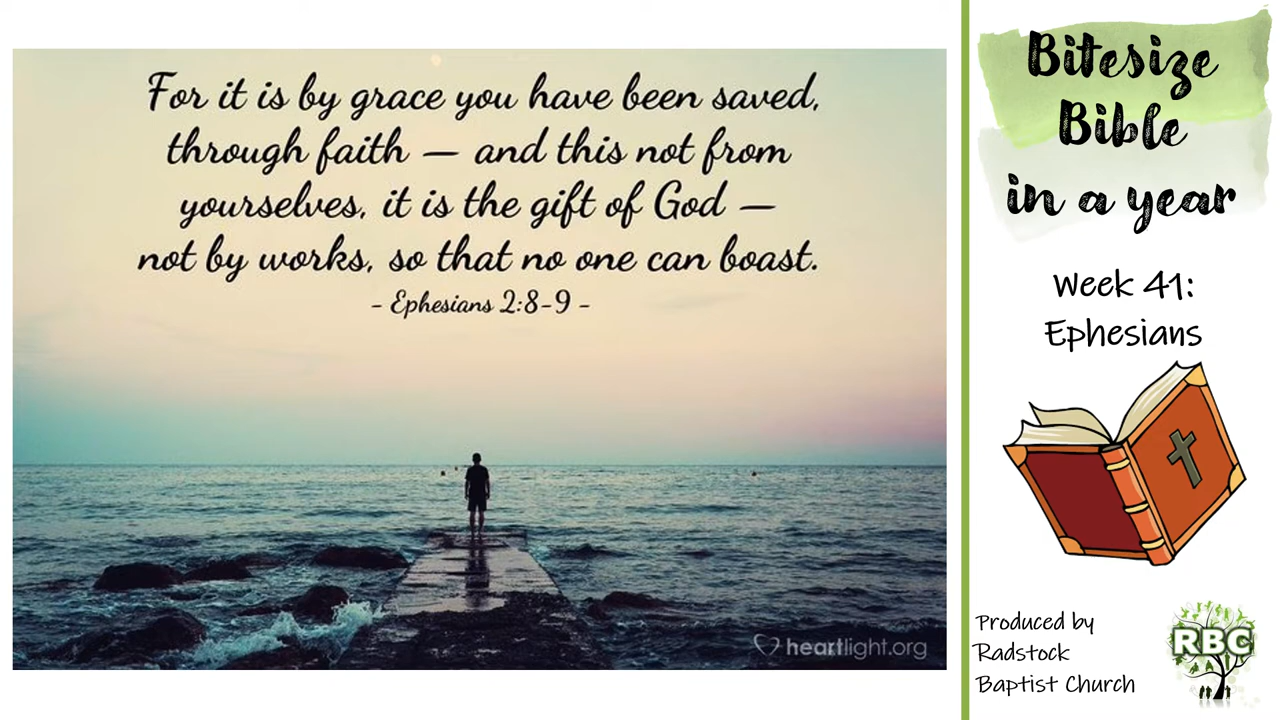 For it is by grace you have been saved,
through faith — and this not from
yourselves, it is the gift of God —
not by works, so that no one can boast.
- Ephesians 2:8-9 -
heartlight.org
Bitesize
Bible
in a year
Week 41:
Ephesians
Produced by
Radstock
Baptist Church
RBC